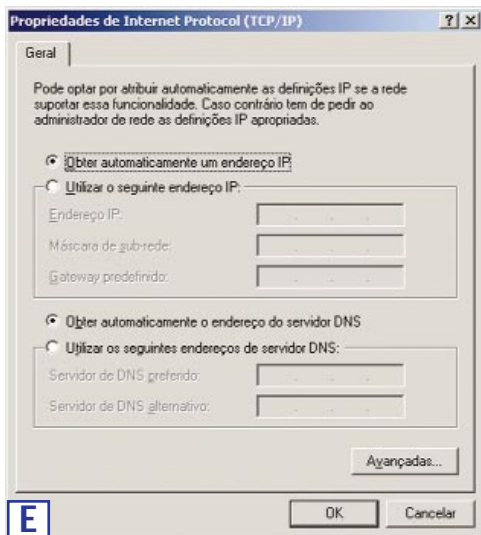 Propriedades de Internet Protocol (TCP/IP)
Geral
Pode optar por atribuir automaticamente as definições IP se a rede
suportar essa funcionalidade. Caso contrário tem de pedir ao
administrador de rede as definições IP apropriadas.
Obter automaticamente um endereço IP
Utilizar o seguinte endereço IP:
Endereço IP:
Máscara de sub-rede:
Gateway predefinido:
Obter automaticamente o endereço do servidor DNS
Utilizar os seguintes endereços de servidor DNS:
Servidor de DNS preferido:
Servidor de DNS alternativo:
Avançadas...
OK Cancelar
E